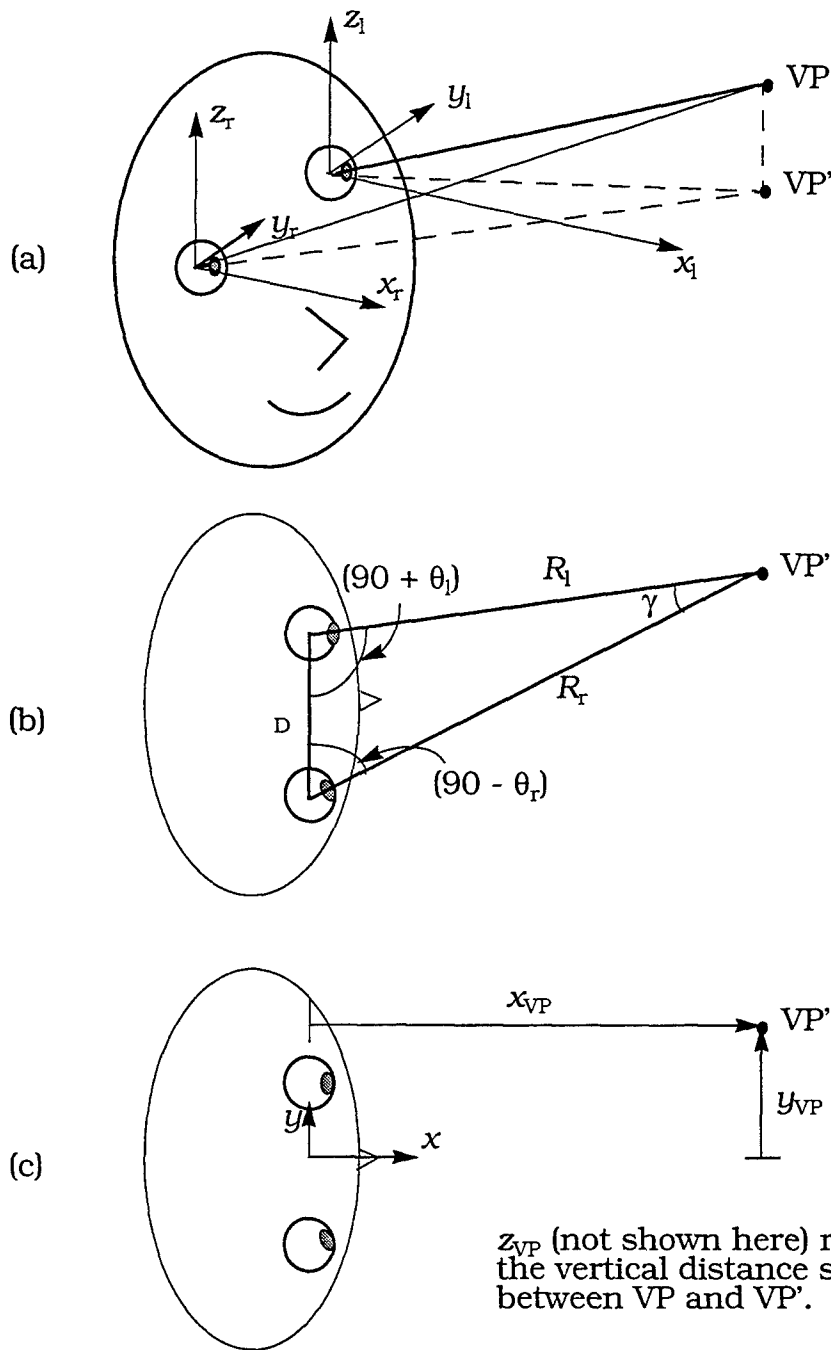 z_l
VP
y_l
z_r
VP'
y_r
(a)
x_l
x_r
VP'
(90 + θ_l)
R_l
γ
R_r
(b)
D
(90 - θ_r)
x_VP
VP'
y_VP
y
x
(c)
z_VP (not shown here) r
the vertical distance s
between VP and VP'.